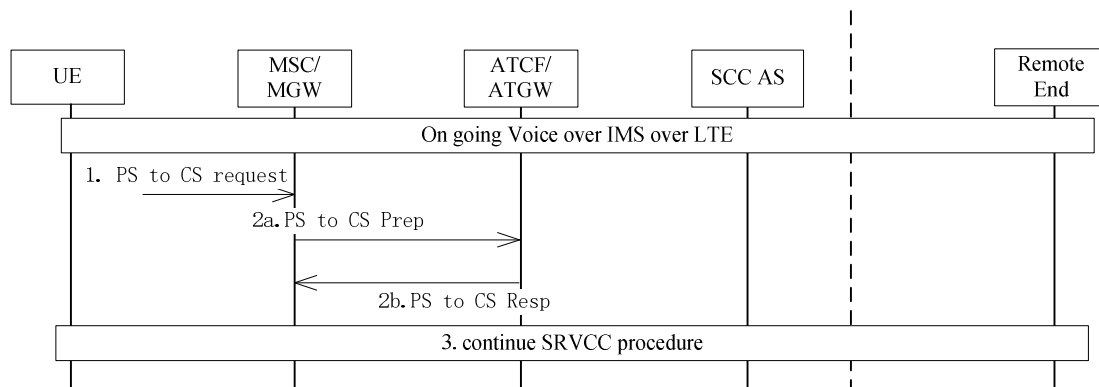 UE
MSC/
MGW
ATCF/
ATGW
SCC AS
Remote
End
On going Voice over IMS over LTE
1. PS to CS request
2a.PS to CS Prep
2b.PS to CS Resp
3. continue SRVCC procedure